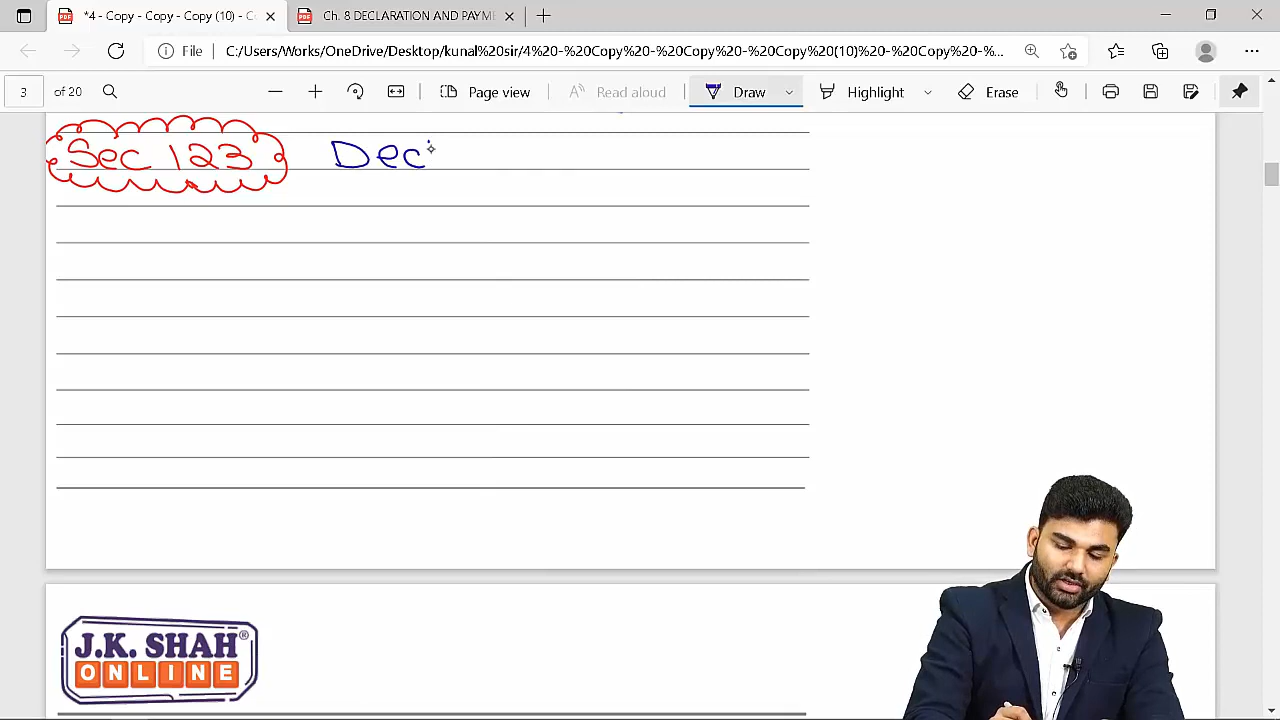 *4 - Copy - Copy - Copy (10) - C
Ch. 8 DECLARATION AND PAYM
File
C:/Users/Works/OneDrive/Desktop/kunal%20sir/4%20-%20Copy%20-%20Copy%20-%20Copy%20(10)%20-%20Copy%20-%...
3 of 20
Page view
Read aloud
Draw
Highlight
Erase
Sec 123 Dec
J.K. SHAH®
ONLINE